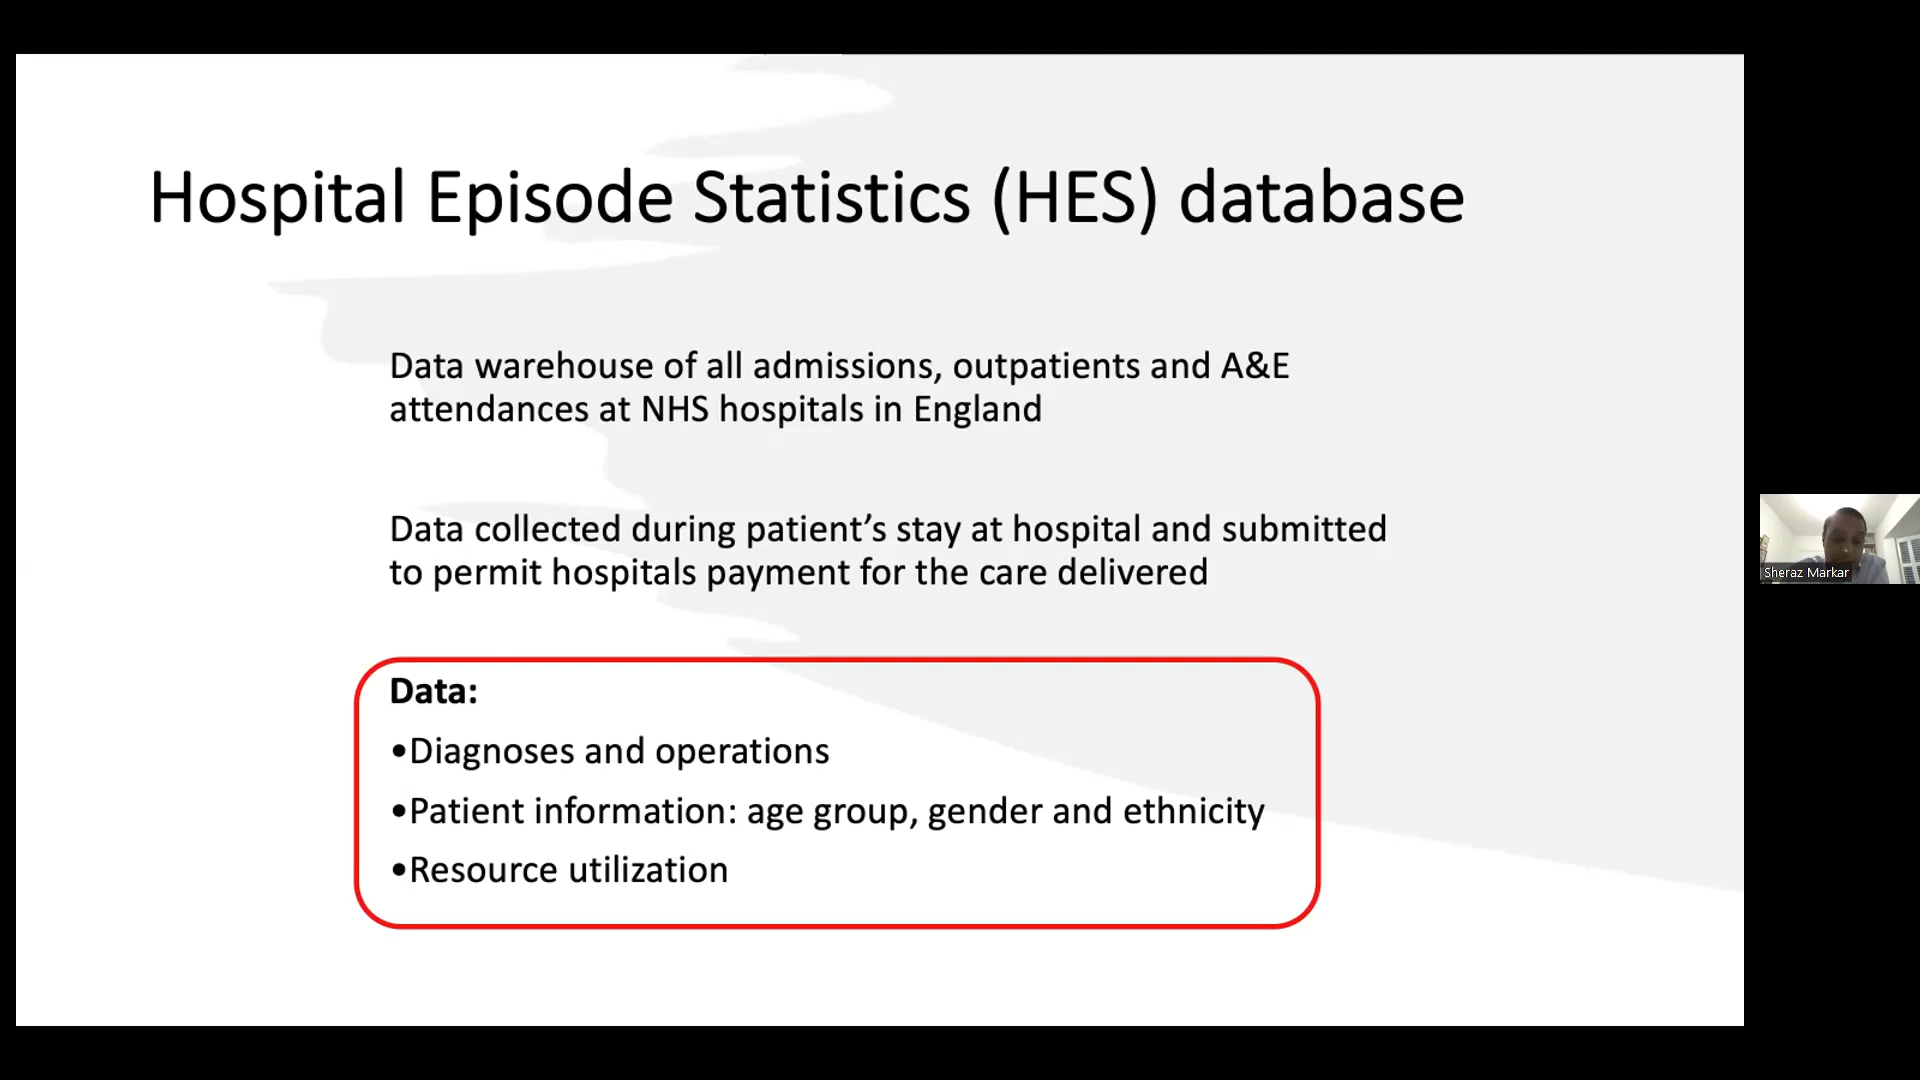 Hospital Episode Statistics (HES) database
Data warehouse of all admissions, outpatients and A&E
attendances at NHS hospitals in England
Data collected during patient’s stay at hospital and submitted
to permit hospitals payment for the care delivered
Data:
•Diagnoses and operations
•Patient information: age group, gender and ethnicity
•Resource utilization
Sheraz Markar